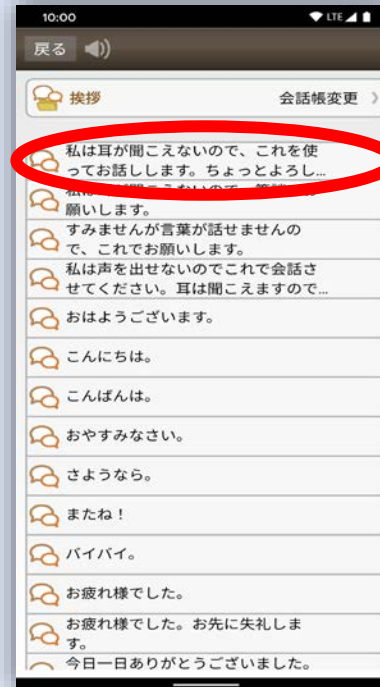 10:00 LTE
戻る
挨拶 会話帳変更
私は耳が聞こえないので、これを使
ってお話しします。ちょっとよろし...
願いします。
すみませんが言葉が話せませんの
で、これでお願いします。
私は声を出せないのでこれで会話さ
せてください。耳は聞こえますので...
おはようございます。
こんにちは。
こんばんは。
おやすみなさい。
さようなら。
またね！
バイバイ。
お疲れ様でした。
お疲れ様でした。お先に失礼しま
す。
今日一日ありがとうございました。